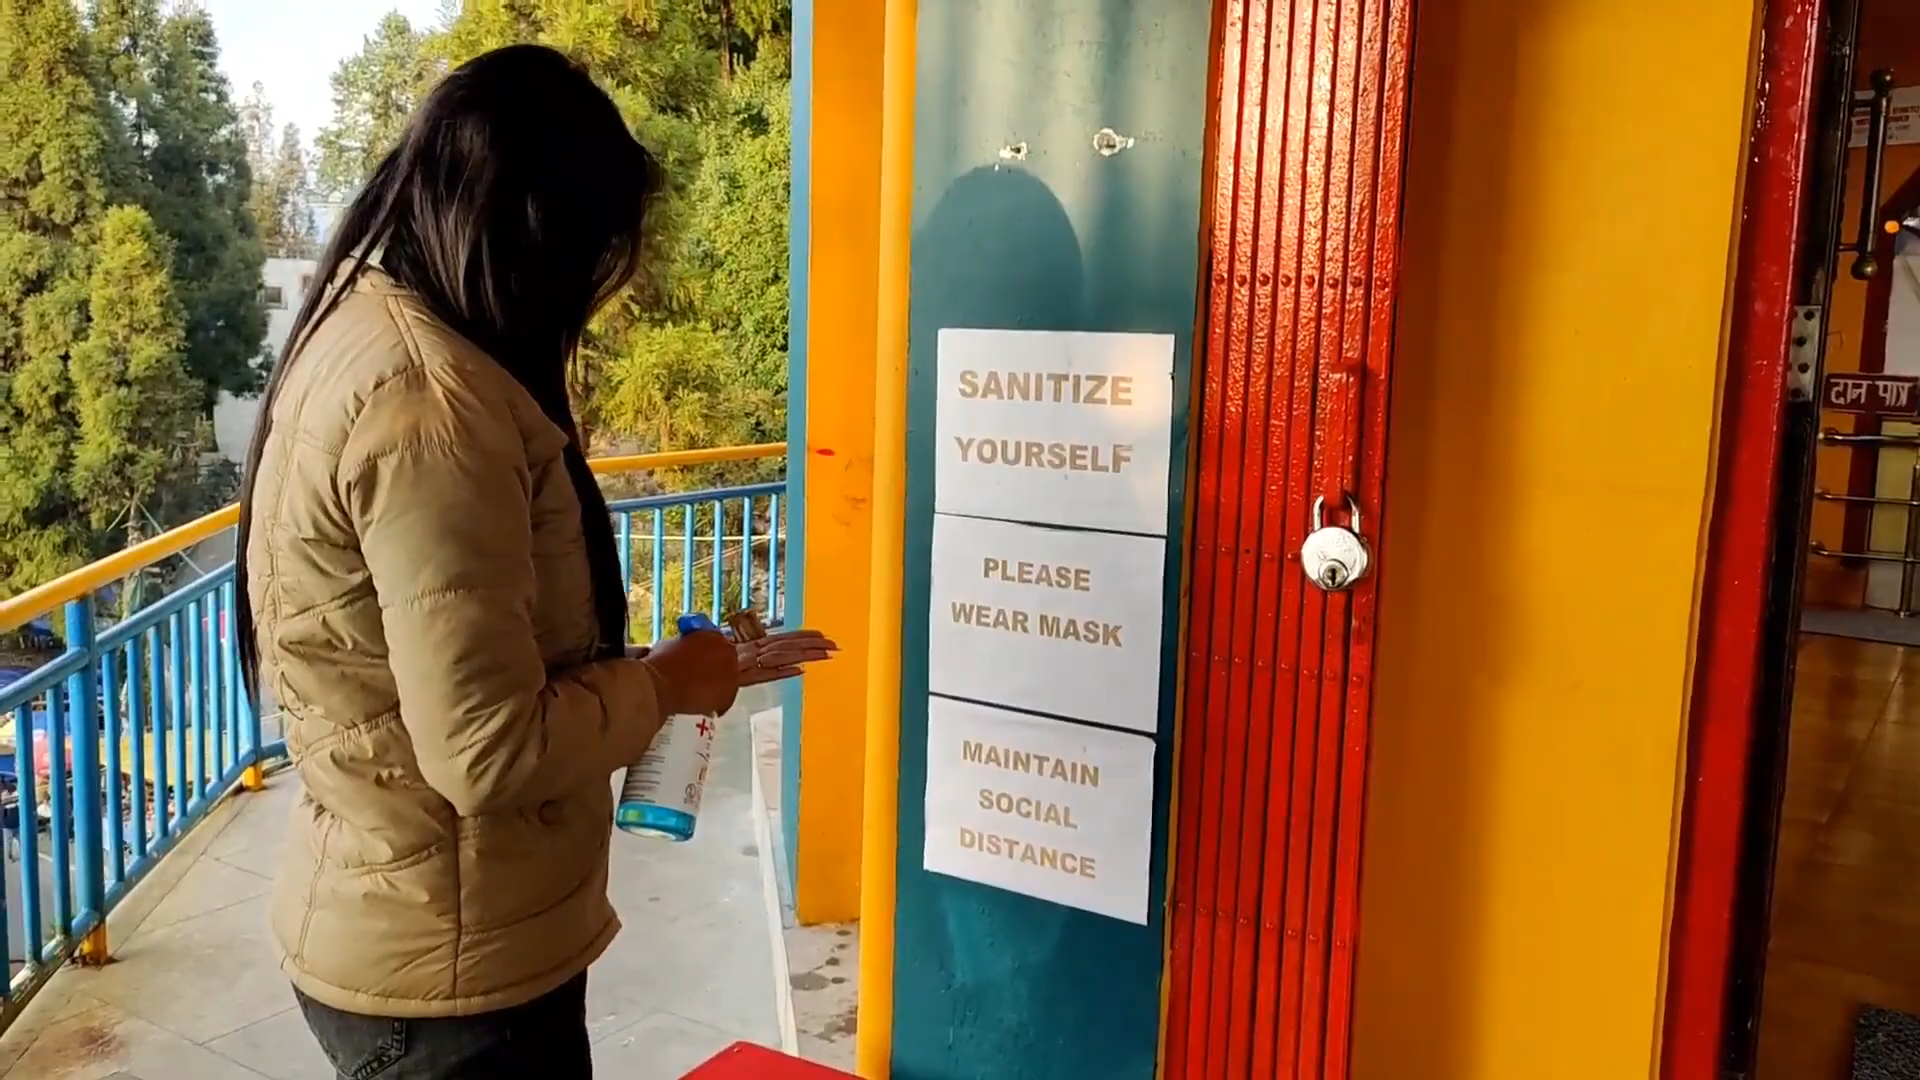 SANITIZE
YOURSELF
PLEASE
WEAR MASK
MAINTAIN
SOCIAL
DISTANCE
दान पात्र